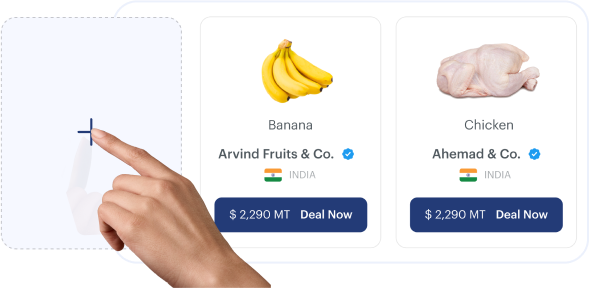 Banana
Arvind Fruits & Co.
INDIA
$ 2,290 MT Deal Now
Chicken
Ahemad & Co.
INDIA
$ 2,290 MT Deal Now